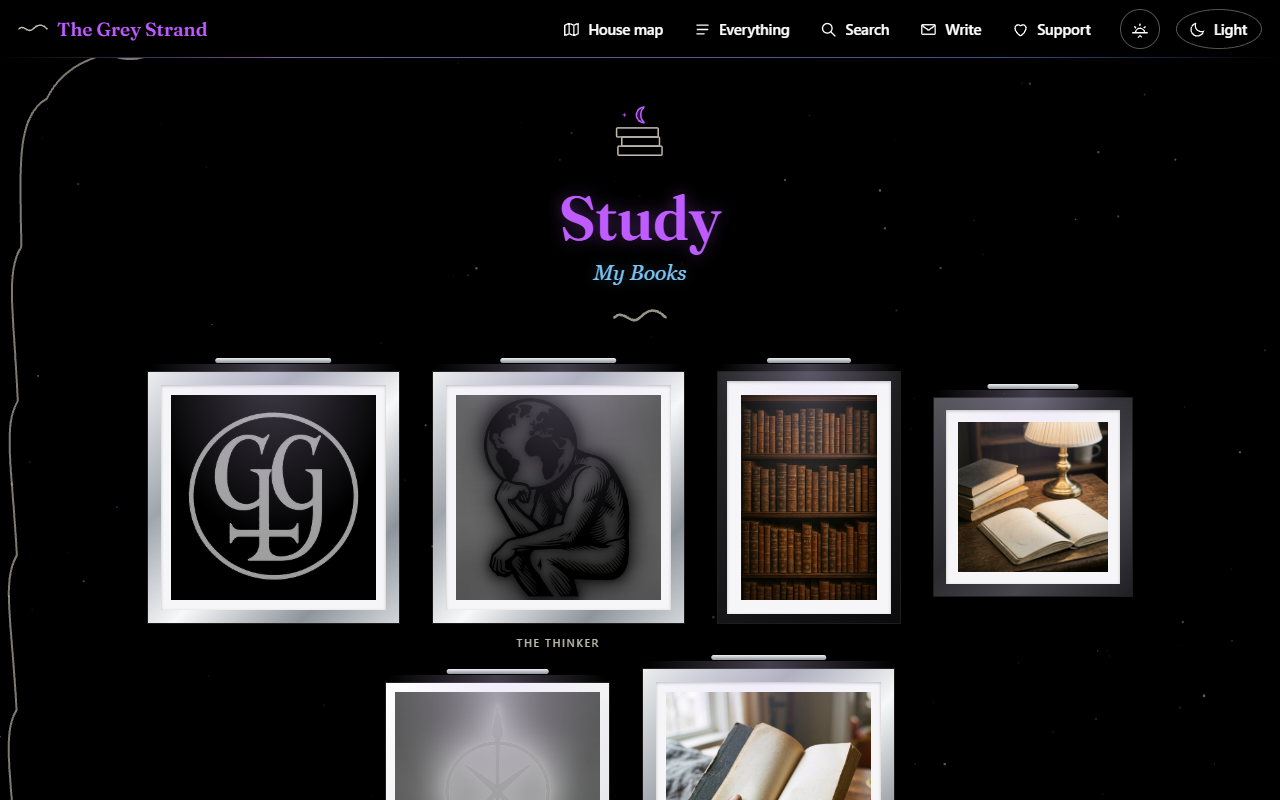 The Grey Strand
House map
Everything
Search
Write
Support
Light
Study
My Books
THE THINKER